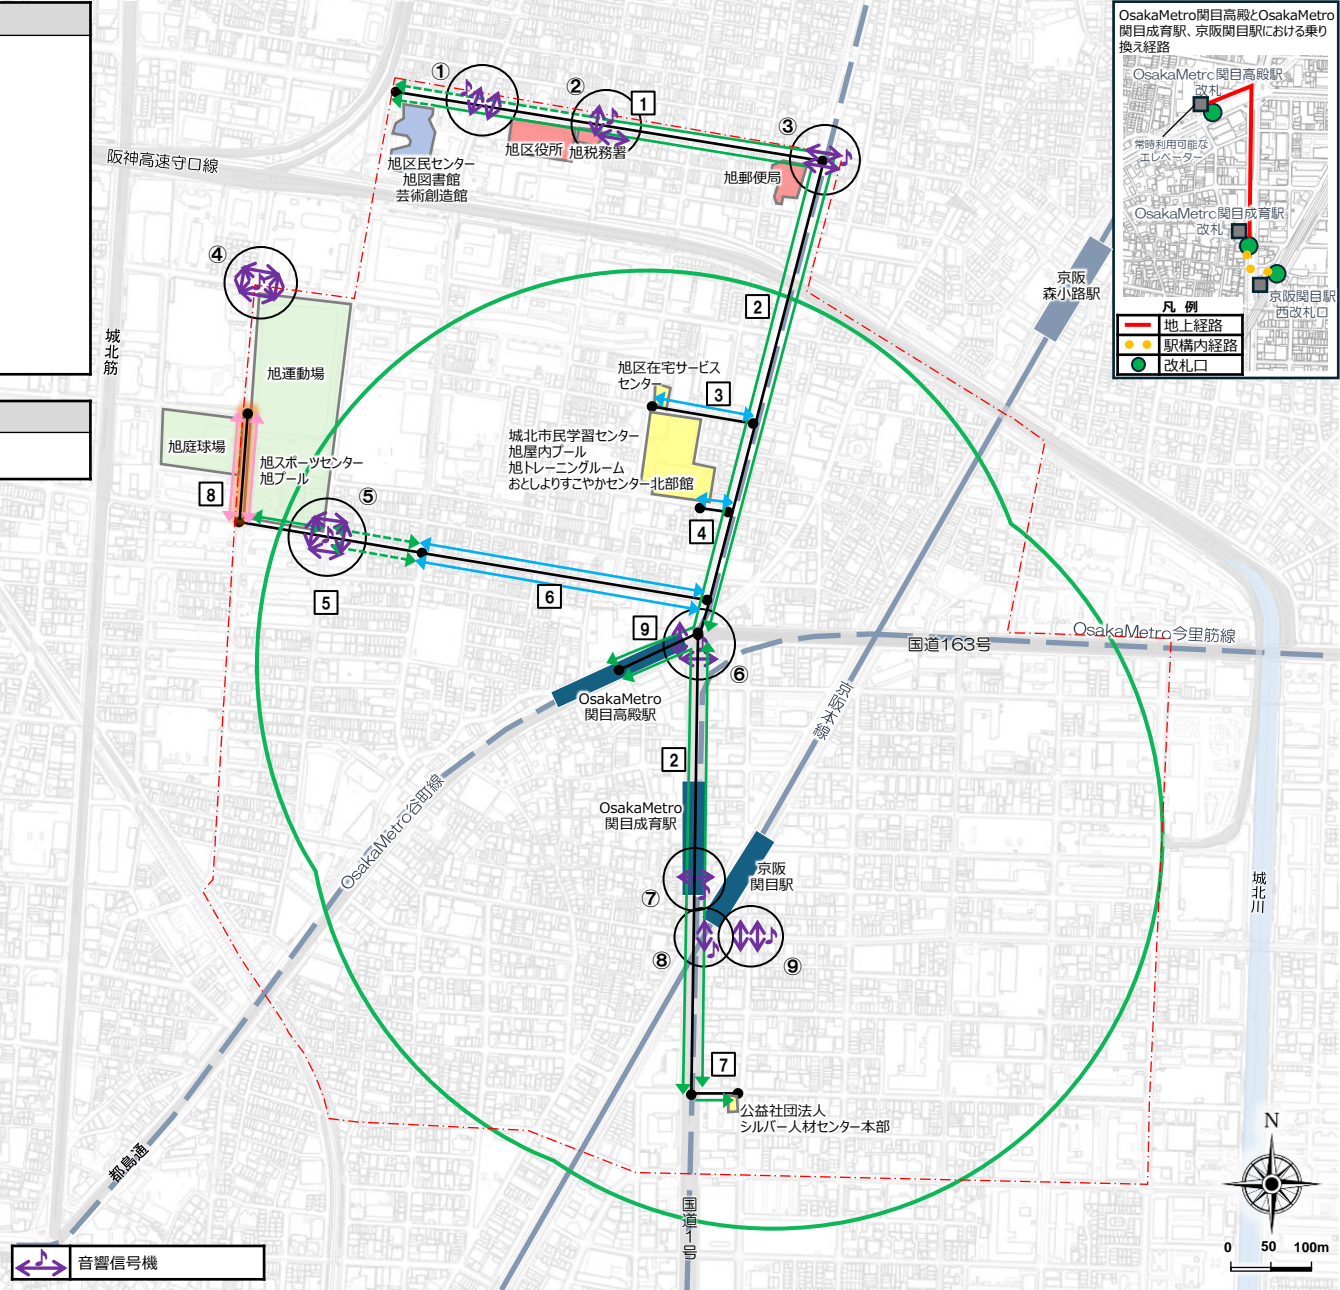 OsakaMetro関目高殿とOsakaMetro
関目成育駅、京阪関目駅における乗り
換え経路
OsakaMetro関目高殿駅
改札
常時利用可能な
エレベーター
OsakaMetro関目成育駅
改札
京阪関目駅
西改札口
凡 例
地上経路
駅構内経路
改札口
①
②
1
③
阪神高速守口線
旭区民センター
旭図書館
芸術創造館
旭区役所
旭税務署
旭郵便局
④
京阪
森小路駅
2
城北筋
旭運動場
旭区在宅サービス
センター
3
旭庭球場
旭スポーツセンター
旭プール
城北市民学習センター
旭屋内プール
旭トレーニングルーム
おとしよりすこやかセンター北部館
8
⑤
4
5
6
9
⑥
国道163号
OsakaMetro今里筋線
OsakaMetro
関目高殿駅
京阪本線
2
OsakaMetro
関目成育駅
OsakaMetro谷町線
京阪
関目駅
⑦
⑧
⑨
城北川
7
公益社団法人
シルバー人材センター本部
都島通
国道1号
N
0 50 100m
音響信号機